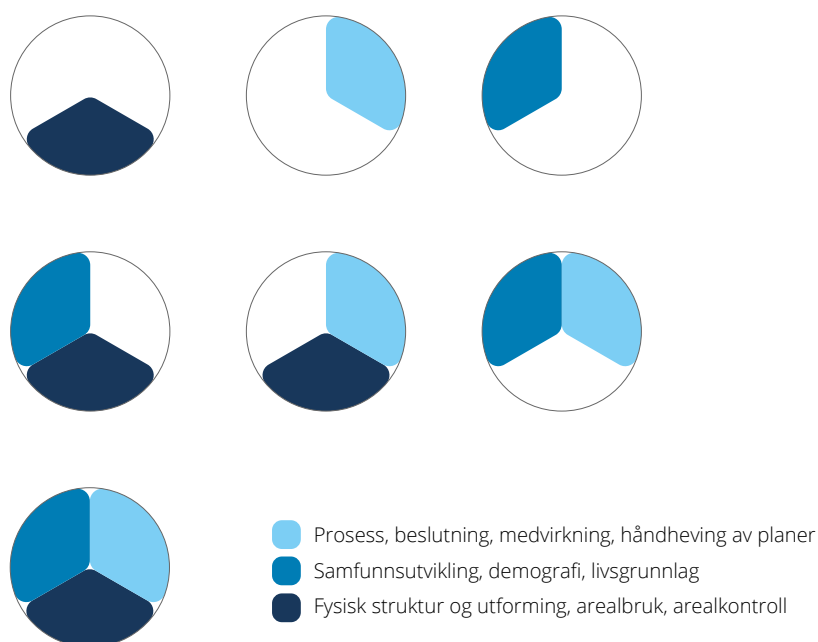 Prosess, beslutning, medvirkning, håndheving av planer
Samfunnsutvikling, demografi, livsgrunnlag
Fysisk struktur og utforming, arealbruk, arealkontroll